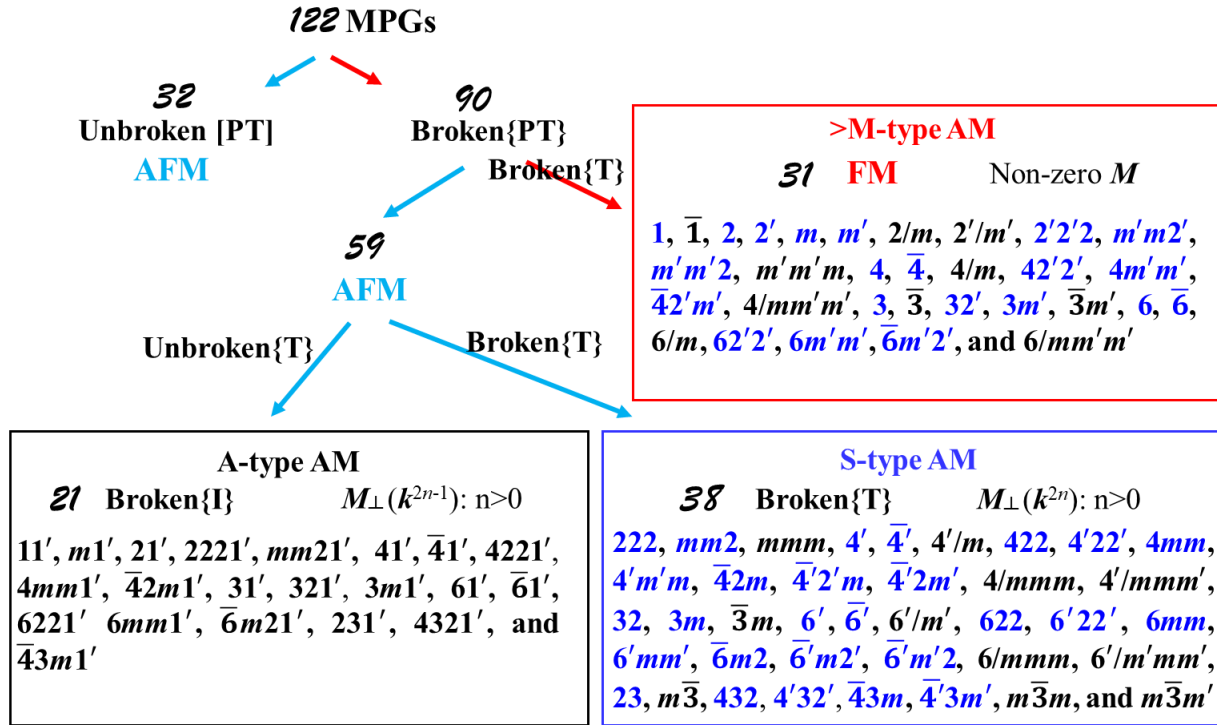 122 MPGs
32
Unbroken [PT]
AFM
90
Broken{PT}
Broken{T}
59
AFM
Unbroken{T}
Broken{T}
>M-type AM
31 FM Non-zero M
1, 1̅, 2, 2′, m, m′, 2/m, 2′/m′, 2′2′2, m′m2′,
m′m′2, m′m′m, 4, 4̅, 4/m, 42′2′, 4m′m′,
4̅2′m′, 4/mm′m′, 3, 3̅, 32′, 3m′, 3̅m′, 6, 6̅,
6/m, 62′2′, 6m′m′, 6̅m′2′, and 6/mm′m′
A-type AM
21 Broken{I} M⊥(k²ⁿ⁻¹): n>0
11′, m1′, 21′, 2221′, mm21′, 41′, 4̅1′, 4221′,
4mm1′, 4̅2m1′, 31′, 321′, 3m1′, 61′, 6̅1′,
6221′ 6mm1′, 6̅m21′, 231′, 4321′, and
4̅3m1′
S-type AM
38 Broken{T} M⊥(k²ⁿ): n>0
222, mm2, mmm, 4′, 4̅′, 4′/m, 422, 4′22′, 4mm,
4′m′m, 4̅2m, 4̅′2′m, 4̅′2m′, 4/mmm, 4′/mmm′,
32, 3m, 3̅m, 6′, 6̅′, 6′/m′, 622, 6′22′, 6mm,
6′mm′, 6̅m2, 6̅′m2′, 6̅′m′2, 6/mmm, 6′/m′mm′,
23, m3̅, 432, 4′32′, 4̅3m, 4̅′3m′, m3̅m, and m3̅m′